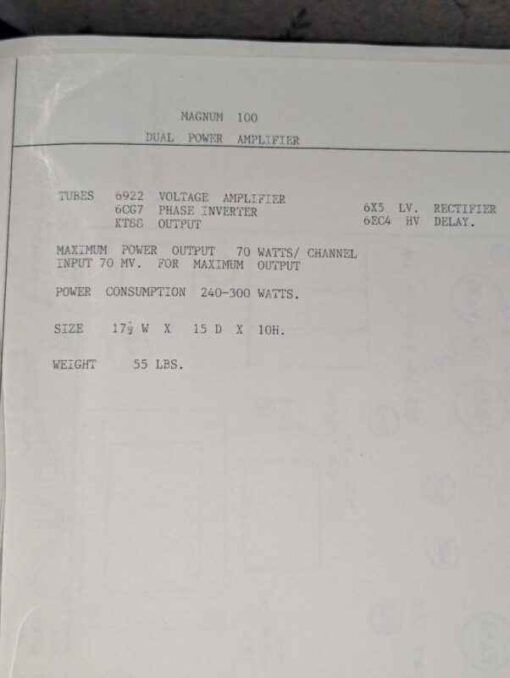 MAGNUM 100
DUAL POWER AMPLIFIER
TUBES 6922 VOLTAGE AMPLIFIER
6CG7 PHASE INVERTER 6X5 LV. RECTIFIER
KT88 OUTPUT 6EC4 HV DELAY.
MAXIMUM POWER OUTPUT 70 WATTS/ CHANNEL
INPUT 70 MV. FOR MAXIMUM OUTPUT
POWER CONSUMPTION 240-300 WATTS.
SIZE 17½ W X 15 D X 10H.
WEIGHT 55 LBS.